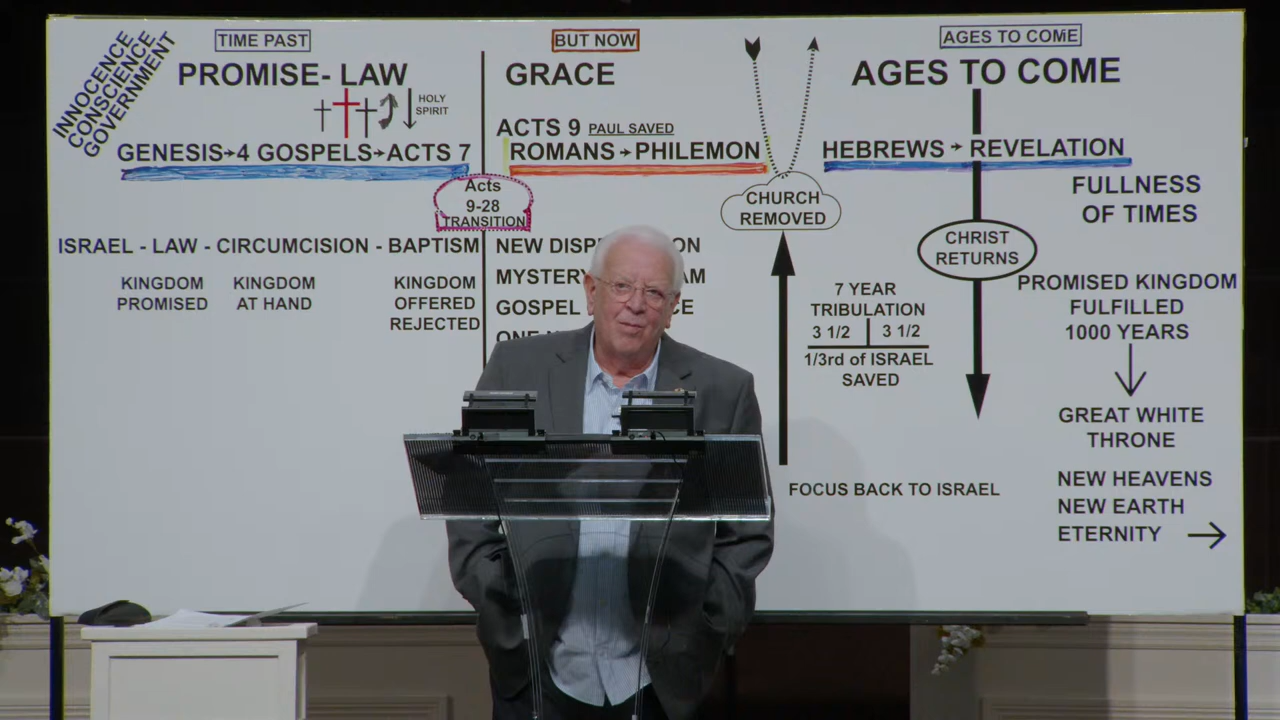 INNOCENCE
CONSCIENCE
GOVERNMENT
TIME PAST
PROMISE- LAW
HOLY
SPIRIT
GENESIS→4 GOSPELS→ACTS 7
ISRAEL - LAW - CIRCUMCISION - BAPTISM
KINGDOM
PROMISED
KINGDOM
AT HAND
KINGDOM
OFFERED
REJECTED
Acts
9-28
TRANSITION
BUT NOW
GRACE
ACTS 9 PAUL SAVED
ROMANS→PHILEMON
NEW
MYSTERY
GOSPEL
CHURCH
REMOVED
AGES TO COME
AGES TO COME
HEBREWS→REVELATION
7 YEAR
TRIBULATION
3 1/2 3 1/2
1/3rd of ISRAEL
SAVED
FOCUS BACK TO ISRAEL
CHRIST
RETURNS
FULLNESS
OF TIMES
PROMISED KINGDOM
FULFILLED
1000 YEARS
GREAT WHITE
THRONE
NEW HEAVENS
NEW EARTH
ETERNITY →